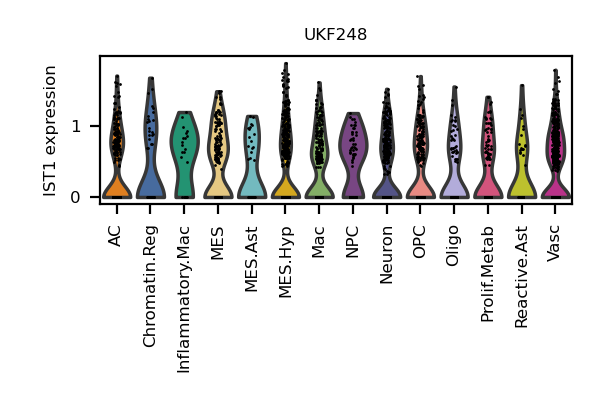 UKF248
IST1 expression
1
0
AC
Chromatin.Reg
Inflammatory.Mac
MES
MES.Ast
MES.Hyp
Mac
NPC
Neuron
OPC
Oligo
Prolif.Metab
Reactive.Ast
Vasc